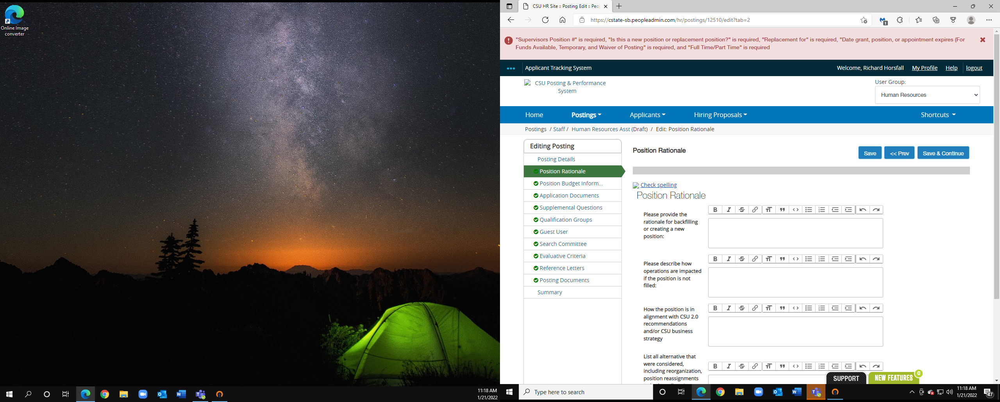 Online Image
converter
11:18 AM
1/21/2022
CSU HR Site :: Posting Edit :: Peo
https://cstate-sb.peopleadmin.com/hr/postings/12510/edit?tab=2
1
"Supervisors Position #" is required, "Is this a new position or replacement position?" is required, "Replacement for" is required, "Date grant, position, or appointment expires (For
Funds Available, Temporary, and Waiver of Posting" is required, and "Full Time/Part Time" is required
Applicant Tracking System
Welcome, Richard Horsfall My Profile Help logout
CSU Posting & Performance
System
User Group:
Human Resources
Home Postings Applicants Hiring Proposals Shortcuts
Postings / Staff / Human Resources Asst (Draft) / Edit: Position Rationale
Editing Posting
Posting Details
Position Rationale
Position Budget Inform...
Application Documents
Supplemental Questions
Qualification Groups
Guest User
Search Committee
Evaluative Criteria
Reference Letters
Posting Documents
Summary
Position Rationale
Save << Prev Save & Continue
Check spelling
Position Rationale
Please provide the
rationale for backfilling
or creating a new
position:
Please describe how
operations are impacted
if the position is not
filled:
How the position is in
alignment with CSU 2.0
recommendations
and/or CSU business
strategy
List all alternative that
were considered,
including reorganization,
position reassignments
SUPPORT
NEW FEATURES 0
Type here to search
11:18 AM
1/21/2022
47